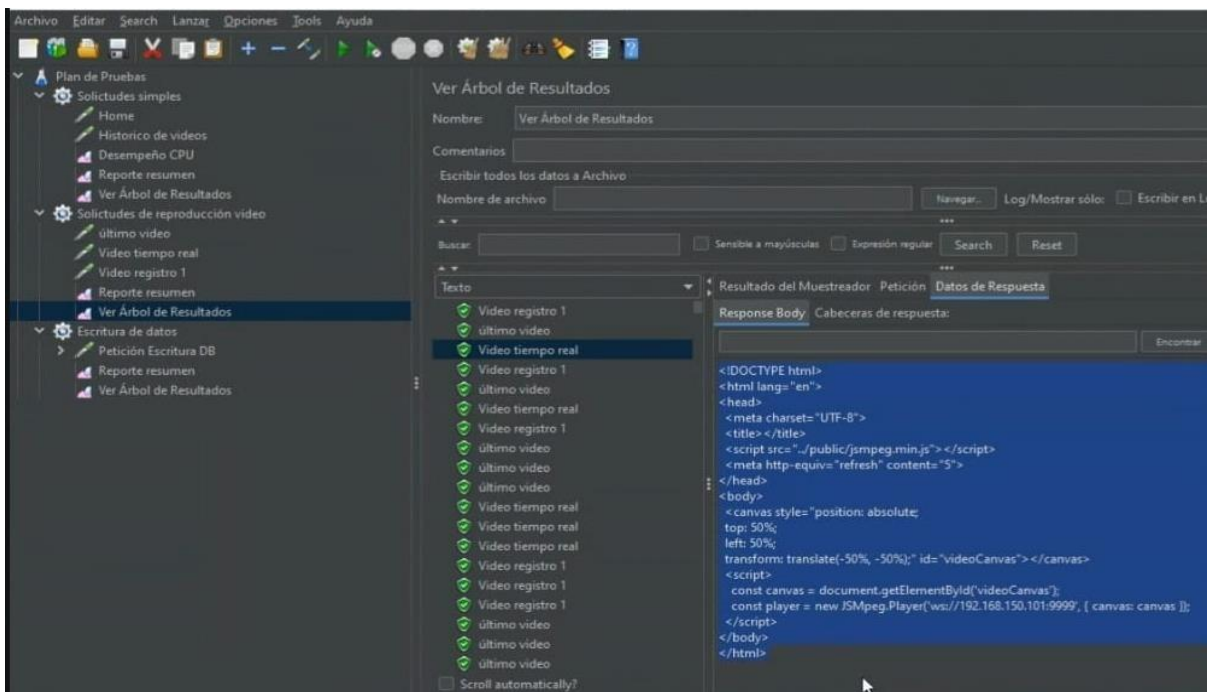 Archivo Editar Search Lanzar Opciones Tools Ayuda
Plan de Pruebas
Solictudes simples
Home
Historico de videos
Desempeño CPU
Reporte resumen
Ver Árbol de Resultados
Solictudes de reproducción video
último video
Video tiempo real
Video registro 1
Reporte resumen
Ver Árbol de Resultados
Escritura de datos
Petición Escritura DB
Reporte resumen
Ver Árbol de Resultados
Ver Árbol de Resultados
Nombre: Ver Árbol de Resultados
Comentarios
Escribir todos los datos a Archivo
Nombre de archivo Navegar... Log/Mostrar sólo: Escribir en L
Buscar: Sensible a mayúsculas Expresión regular Search Reset
Texto
Video registro 1
último video
Video tiempo real
Video registro 1
último video
Video tiempo real
Video registro 1
último video
último video
último video
Video tiempo real
Video tiempo real
Video tiempo real
Video registro 1
Video registro 1
Video registro 1
último video
último video
último video
Scroll automatically?
Resultado del Muestreador Petición Datos de Respuesta
Response Body Cabeceras de respuesta:
Encontrar
<!DOCTYPE html>
<html lang="en">
<head>
<meta charset="UTF-8">
<title></title>
<script src="../public/jsmpeg.min.js"></script>
<meta http-equiv="refresh" content="5">
</head>
<body>
<canvas style="position: absolute;
top: 50%;
left: 50%;
transform: translate(-50%, -50%);" id="videoCanvas"></canvas>
<script>
const canvas = document.getElementById('videoCanvas');
const player = new JSMpeg.Player('ws://192.168.150.101:9999', { canvas: canvas });
</script>
</body>
</html>